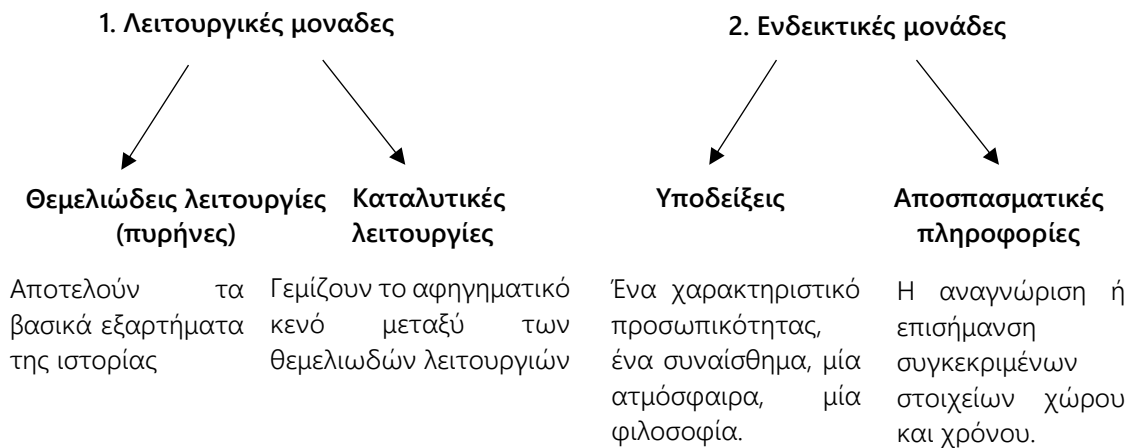 1. Λειτουργικές μοναδες
2. Ενδεικτικές μονάδες
Θεμελιώδεις λειτουργίες
(πυρήνες)
Καταλυτικές
λειτουργίες
Υποδείξεις
Αποσπασματικές
πληροφορίες
Αποτελούν τα
βασικά εξαρτήματα
της ιστορίας
Γεμίζουν το αφηγηματικό
κενό μεταξύ των
θεμελιωδών λειτουργιών
Ένα χαρακτηριστικό
προσωπικότητας,
ένα συναίσθημα, μία
ατμόσφαιρα, μία
φιλοσοφία.
Η αναγνώριση ή
επισήμανση
συγκεκριμένων
στοιχείων χώρου
και χρόνου.